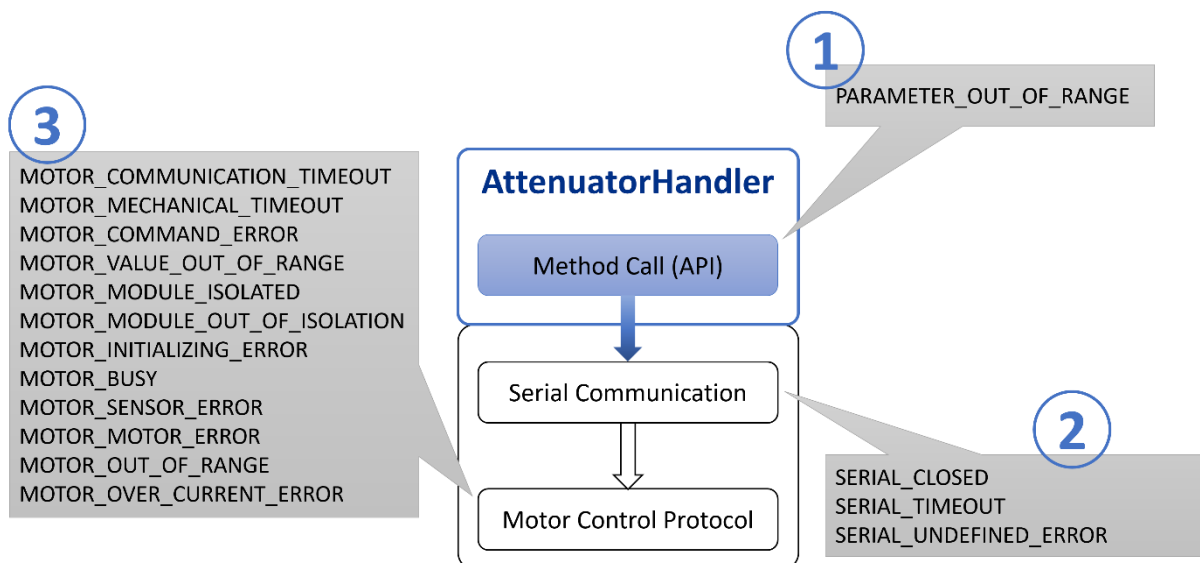 1
PARAMETER_OUT_OF_RANGE
3
MOTOR_COMMUNICATION_TIMEOUT
MOTOR_MECHANICAL_TIMEOUT
MOTOR_COMMAND_ERROR
MOTOR_VALUE_OUT_OF_RANGE
MOTOR_MODULE_ISOLATED
MOTOR_MODULE_OUT_OF_ISOLATION
MOTOR_INITIALIZING_ERROR
MOTOR_BUSY
MOTOR_SENSOR_ERROR
MOTOR_MOTOR_ERROR
MOTOR_OUT_OF_RANGE
MOTOR_OVER_CURRENT_ERROR
AttenuatorHandler
Method Call (API)
Serial Communication
Motor Control Protocol
2
SERIAL_CLOSED
SERIAL_TIMEOUT
SERIAL_UNDEFINED_ERROR